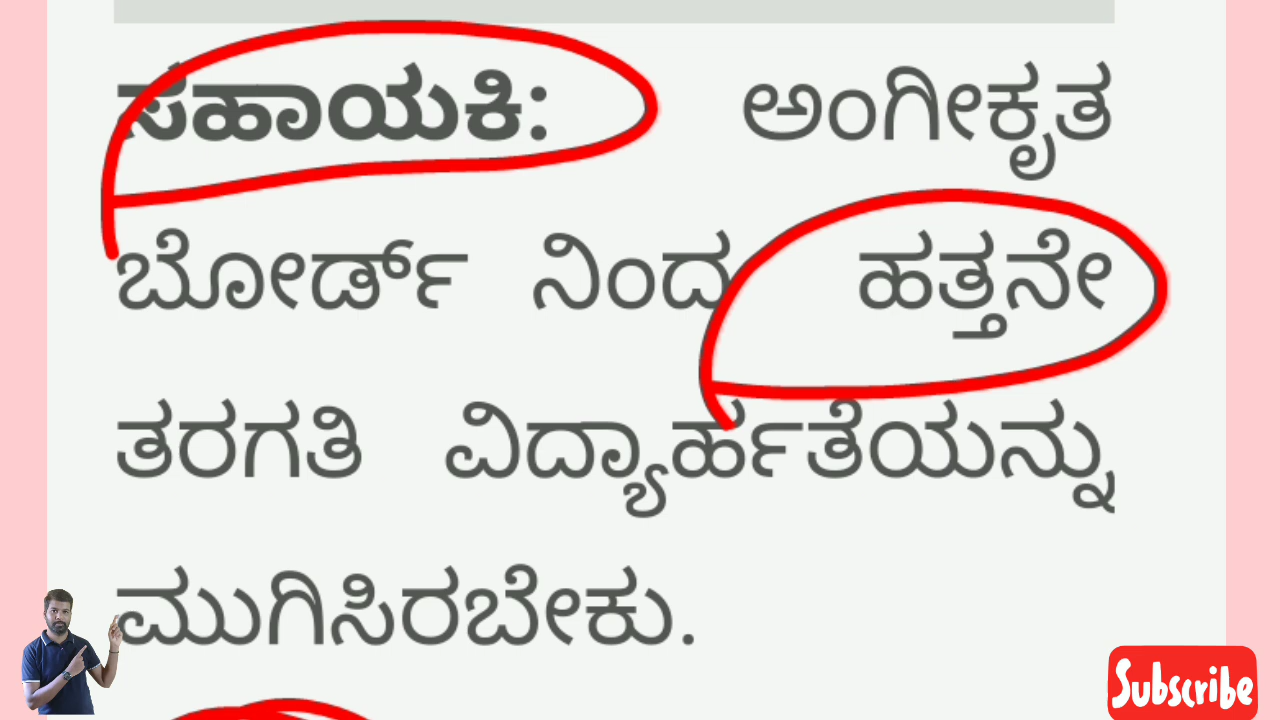 ಸಹಾಯಕಿ: ಅಂಗೀಕೃತ
ಬೋರ್ಡ್ ನಿಂದ ಹತ್ತನೇ
ತರಗತಿ ವಿದ್ಯಾರ್ಹತೆಯನ್ನು
ಮುಗಿಸಿರಬೇಕು.
Subscribe